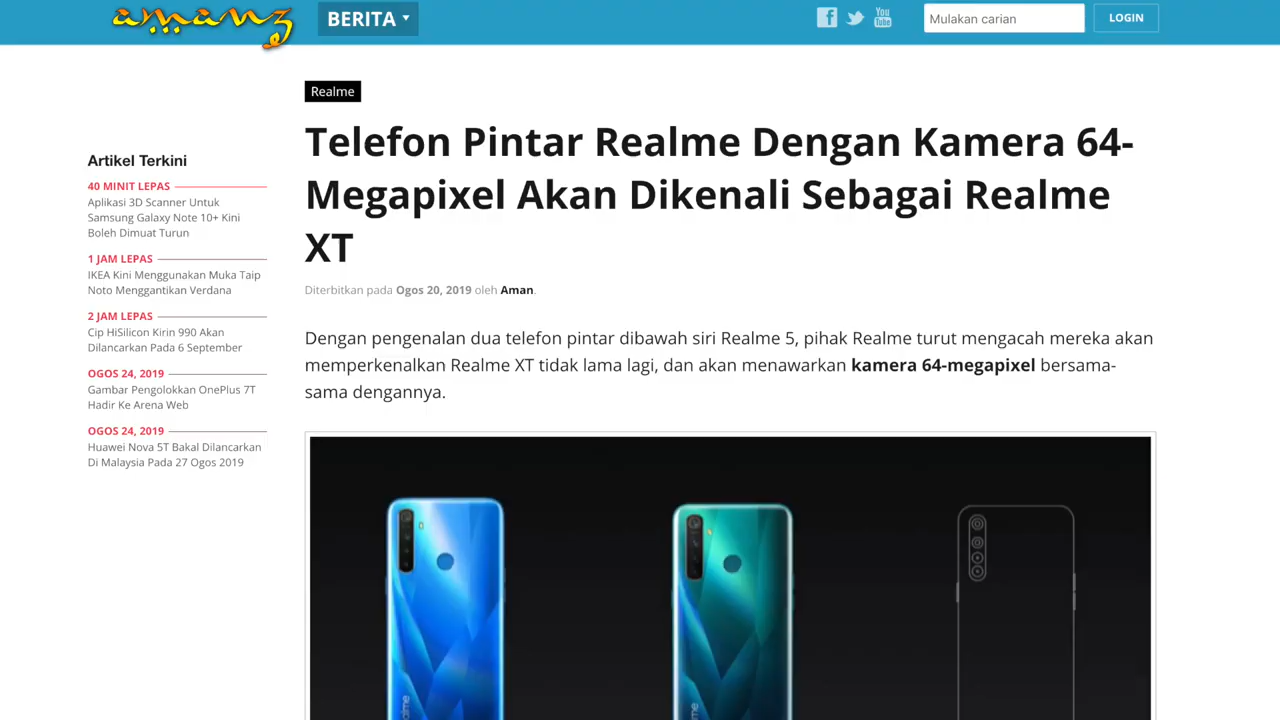 amanz
BERITA
You
Tube
Mulakan carian
LOGIN
Realme
Telefon Pintar Realme Dengan Kamera 64-
Megapixel Akan Dikenali Sebagai Realme
XT
Diterbitkan pada Ogos 20, 2019 oleh Aman.
Artikel Terkini
40 MINIT LEPAS
Aplikasi 3D Scanner Untuk
Samsung Galaxy Note 10+ Kini
Boleh Dimuat Turun
1 JAM LEPAS
IKEA Kini Menggunakan Muka Taip
Noto Menggantikan Verdana
2 JAM LEPAS
Cip HiSilicon Kirin 990 Akan
Dilancarkan Pada 6 September
OGOS 24, 2019
Gambar Pengolokkan OnePlus 7T
Hadir Ke Arena Web
OGOS 24, 2019
Huawei Nova 5T Bakal Dilancarkan
Di Malaysia Pada 27 Ogos 2019
Dengan pengenalan dua telefon pintar dibawah siri Realme 5, pihak Realme turut mengacah mereka akan
memperkenalkan Realme XT tidak lama lagi, dan akan menawarkan kamera 64-megapixel bersama-
sama dengannya.
realme
realme